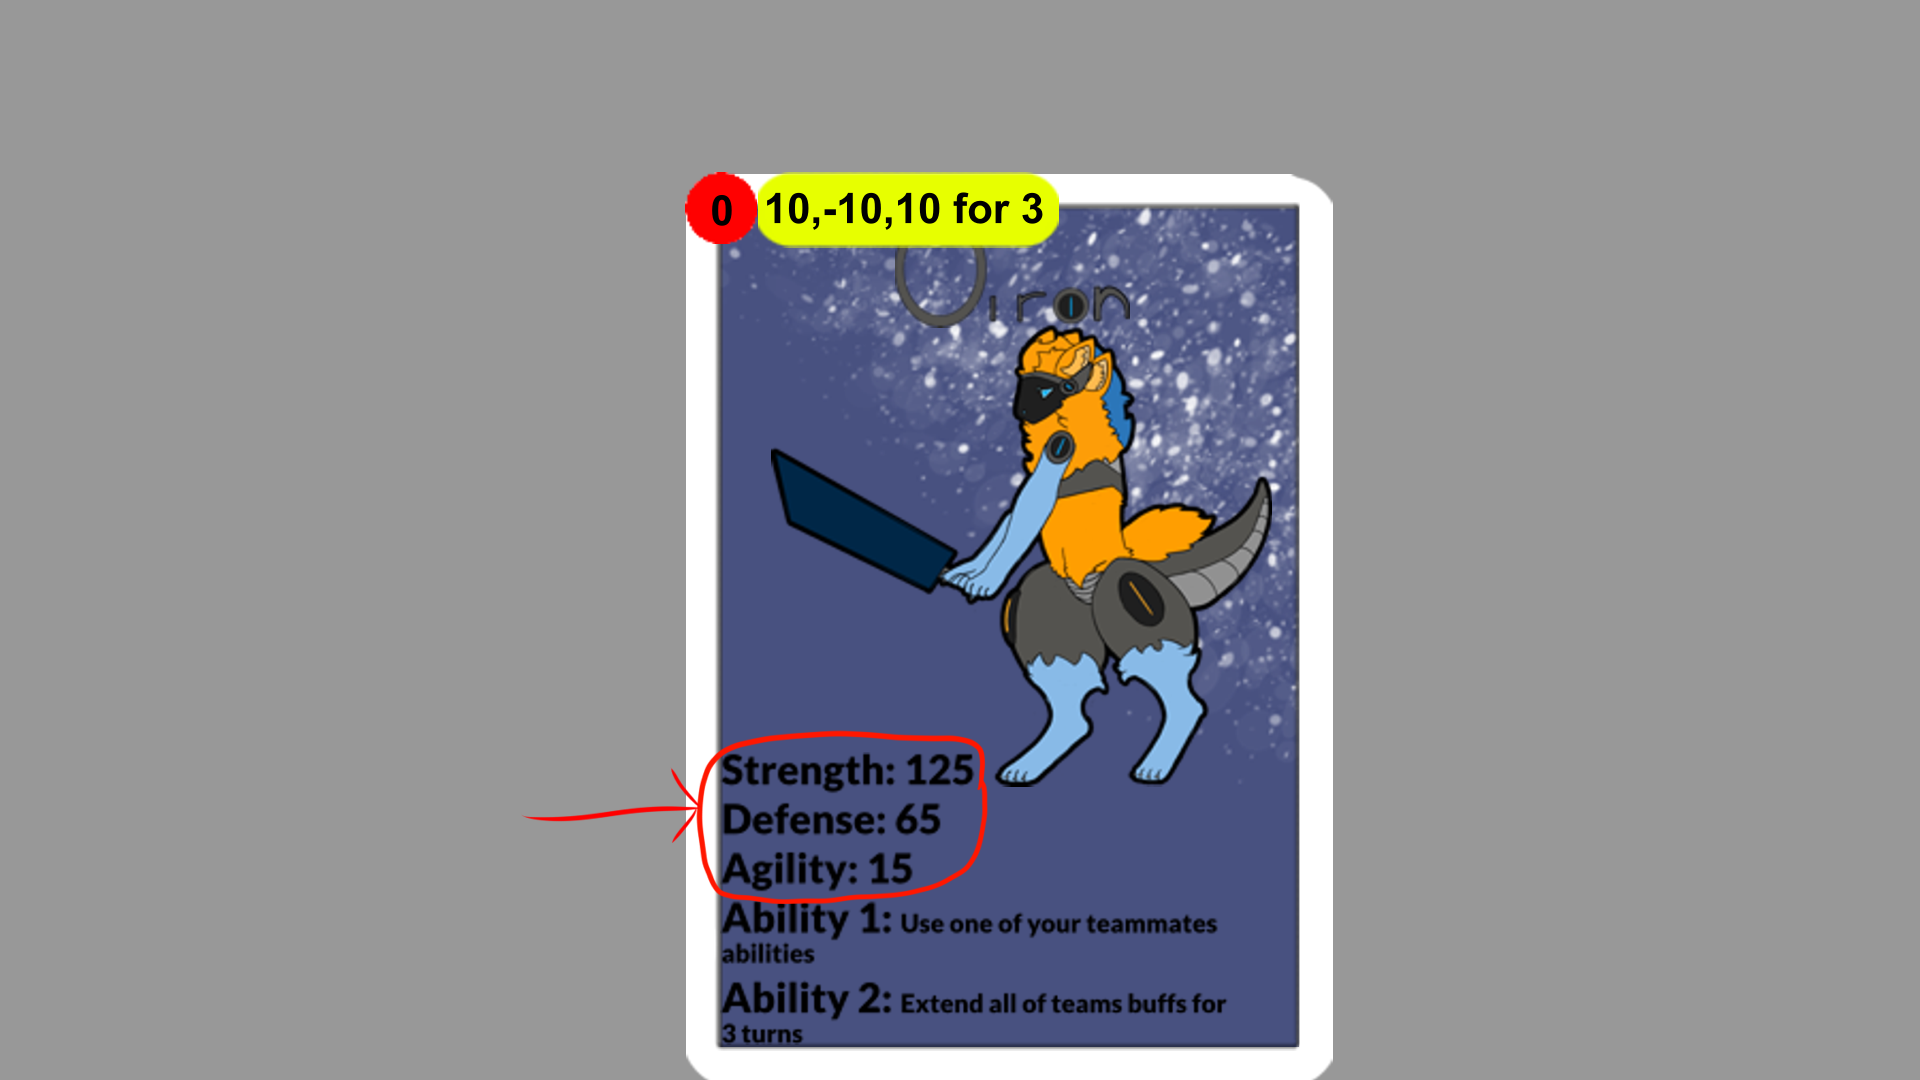 0
10,-10,10 for 3
Oiron
Strength: 125
Defense: 65
Agility: 15
Ability 1: Use one of your teammates
abilities
Ability 2: Extend all of teams buffs for
3 turns